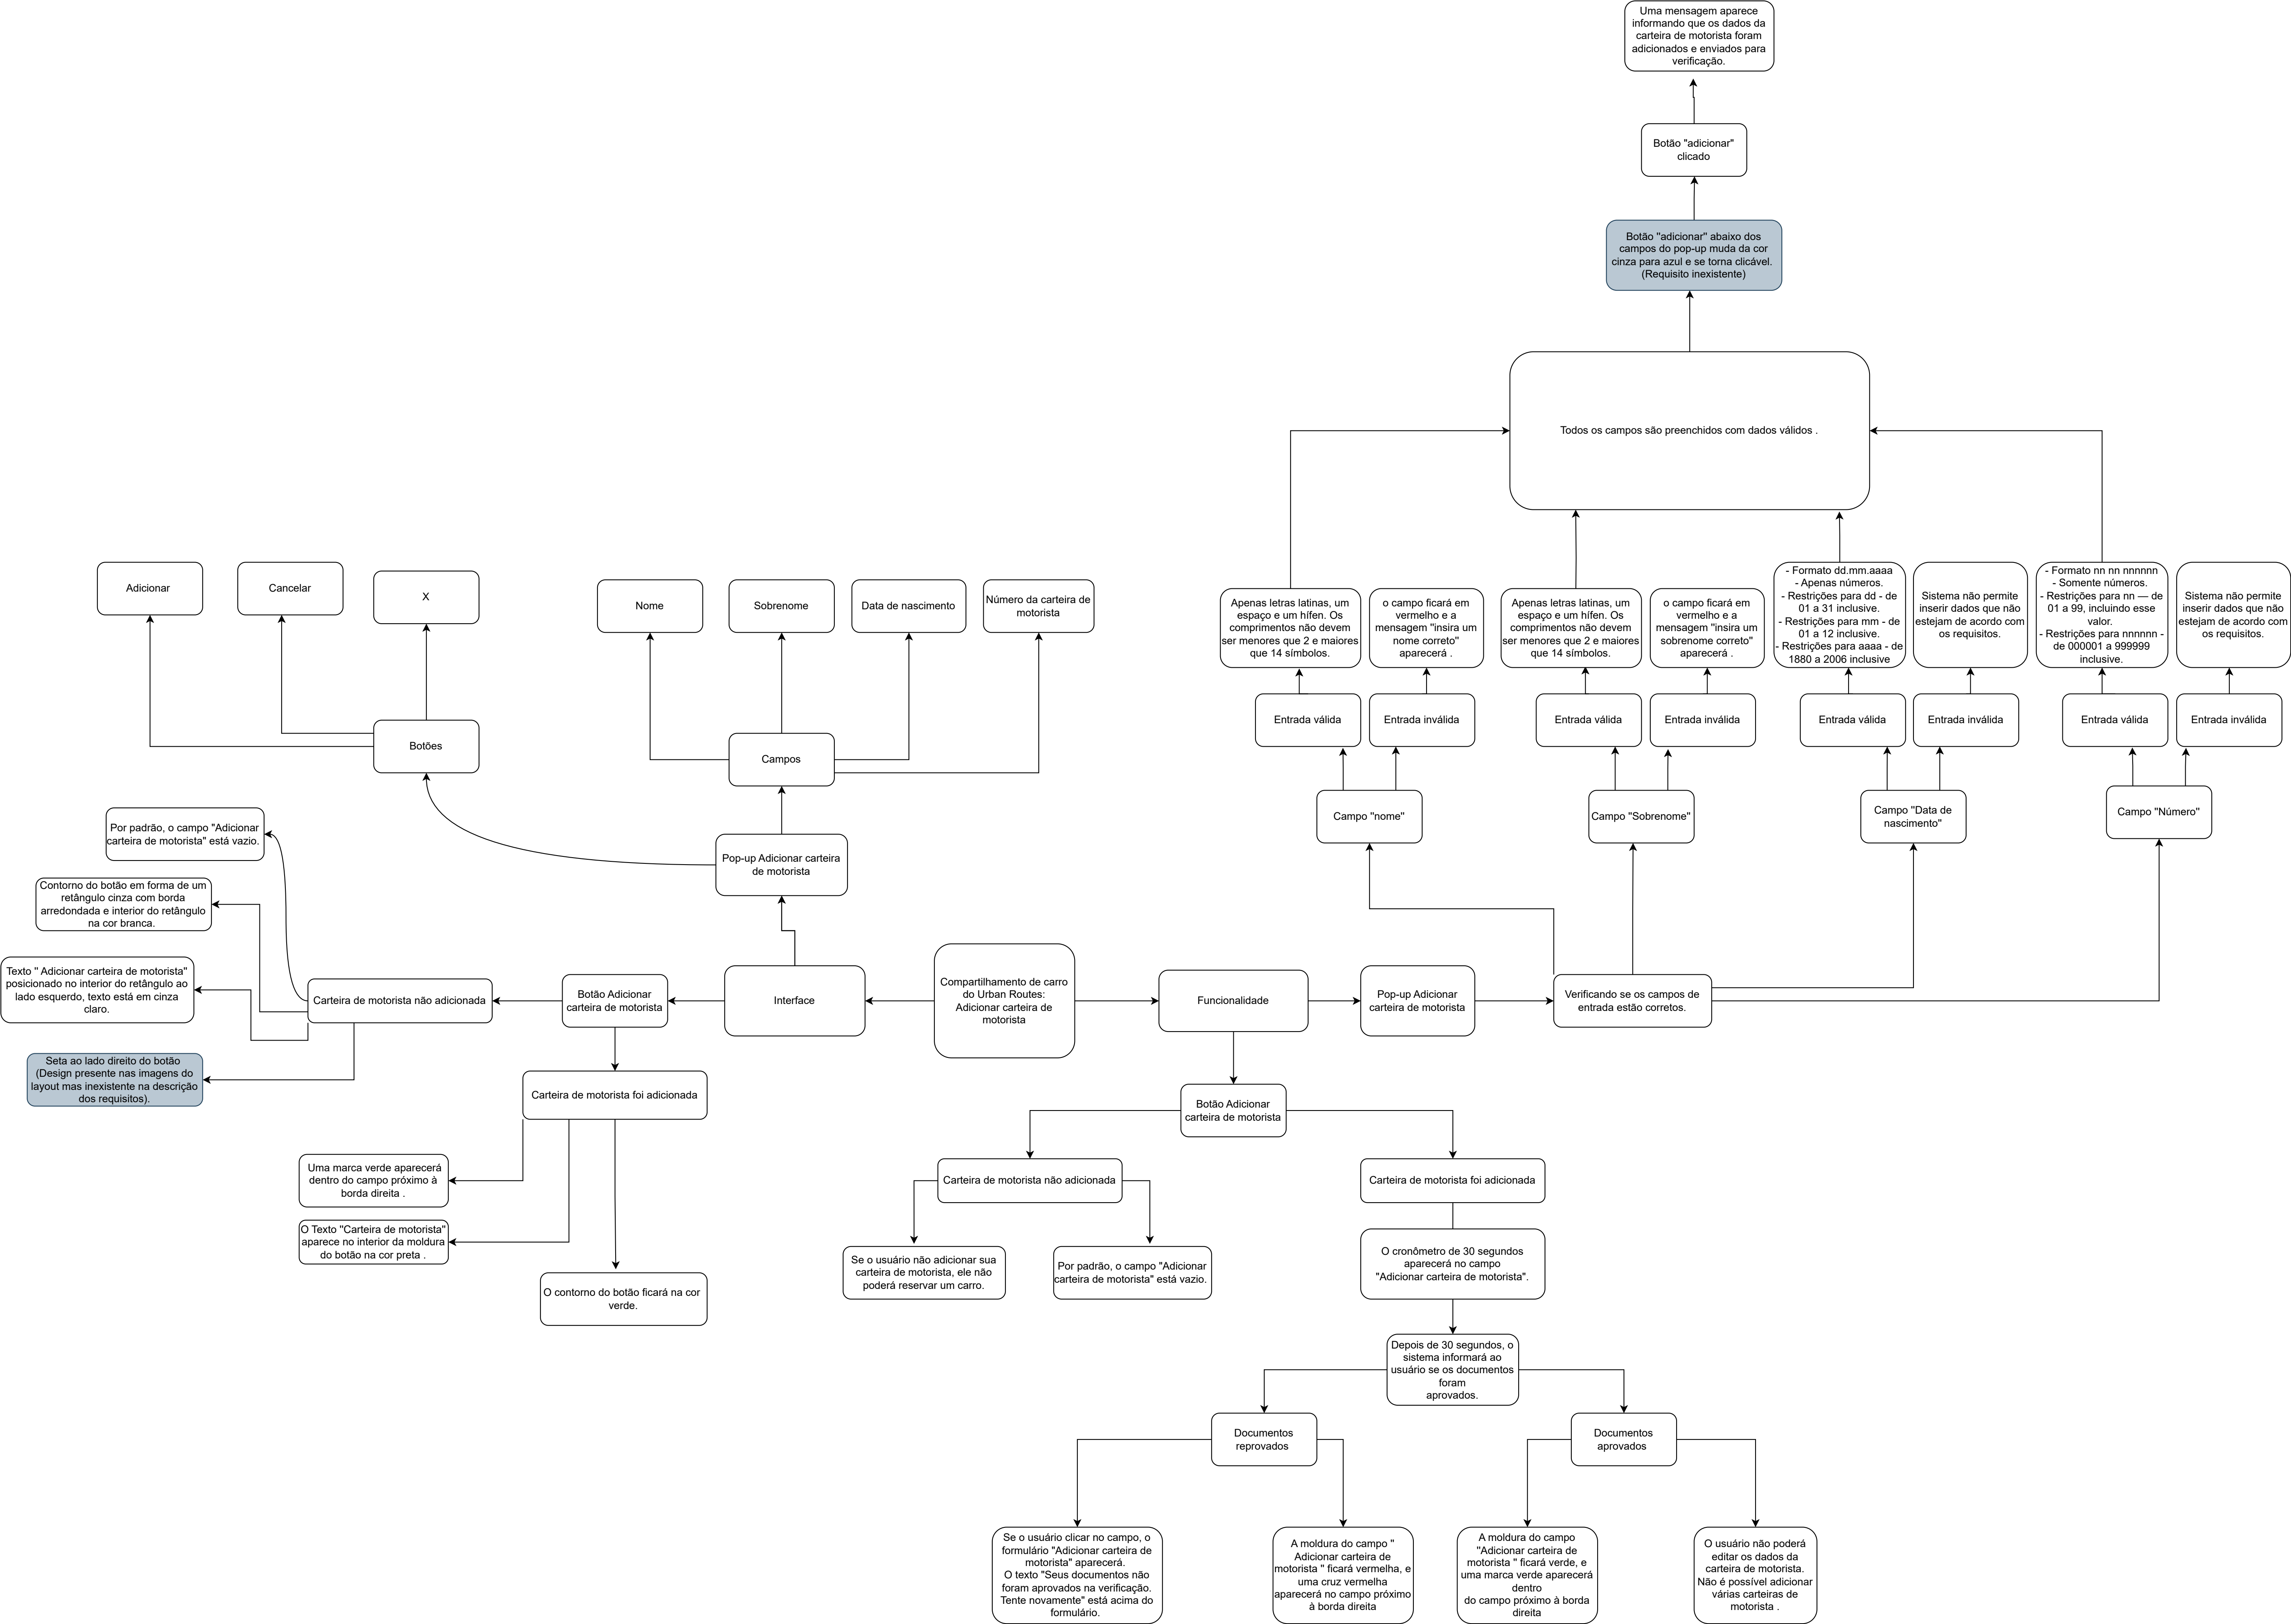 Uma mensagem aparece
informando que os dados da
carteira de motorista foram
adicionados e enviados para
verificação.
Botão "adicionar"
clicado
Botão "adicionar" abaixo dos
campos do pop-up muda da cor
cinza para azul e se torna clicável.
(Requisito inexistente)
Todos os campos são preenchidos com dados válidos .
Adicionar
Cancelar
X
Nome
Sobrenome
Data de nascimento
Número da carteira de
motorista
Apenas letras latinas, um
espaço e um hífen. Os
comprimentos não devem
ser menores que 2 e maiores
que 14 símbolos.
o campo ficará em
vermelho e a
mensagem "insira um
nome correto"
aparecerá .
Apenas letras latinas, um
espaço e um hífen. Os
comprimentos não devem
ser menores que 2 e maiores
que 14 símbolos.
o campo ficará em
vermelho e a
mensagem "insira um
sobrenome correto"
aparecerá .
- Formato dd.mm.aaaa
- Apenas números.
- Restrições para dd - de
01 a 31 inclusive.
- Restrições para mm - de
01 a 12 inclusive.
- Restrições para aaaa - de
1880 a 2006 inclusive
Sistema não permite
inserir dados que não
estejam de acordo com
os requisitos.
- Formato nn nn nnnnnn
- Somente números.
- Restrições para nn — de
01 a 99, incluindo esse
valor.
- Restrições para nnnnnn -
de 000001 a 999999
inclusive.
Sistema não permite
inserir dados que não
estejam de acordo com
os requisitos.
Botões
Campos
Entrada válida
Entrada inválida
Entrada válida
Entrada inválida
Entrada válida
Entrada inválida
Entrada válida
Entrada inválida
Campo "nome"
Campo "Sobrenome"
Campo "Data de
nascimento"
Campo "Número"
Por padrão, o campo "Adicionar
carteira de motorista" está vazio.
Pop-up Adicionar carteira
de motorista
Contorno do botão em forma de um
retângulo cinza com borda
arredondada e interior do retângulo
na cor branca.
Texto " Adicionar carteira de motorista"
posicionado no interior do retângulo ao
lado esquerdo, texto está em cinza
claro.
Carteira de motorista não adicionada
Botão Adicionar
carteira de motorista
Interface
Compartilhamento de carro
do Urban Routes:
Adicionar carteira de
motorista
Funcionalidade
Pop-up Adicionar
carteira de motorista
Verificando se os campos de
entrada estão corretos.
Seta ao lado direito do botão
(Design presente nas imagens do
layout mas inexistente na descrição
dos requisitos).
Carteira de motorista foi adicionada
Botão Adicionar
carteira de motorista
Uma marca verde aparecerá
dentro do campo próximo à
borda direita .
Carteira de motorista não adicionada
Carteira de motorista foi adicionada
O Texto "Carteira de motorista"
aparece no interior da moldura
do botão na cor preta .
O contorno do botão ficará na cor
verde.
Se o usuário não adicionar sua
carteira de motorista, ele não
poderá reservar um carro.
Por padrão, o campo "Adicionar
carteira de motorista" está vazio.
O cronômetro de 30 segundos
aparecerá no campo
"Adicionar carteira de motorista".
Depois de 30 segundos, o
sistema informará ao
usuário se os documentos
foram
aprovados.
Documentos
reprovados
Documentos
aprovados
Se o usuário clicar no campo, o
formulário "Adicionar carteira de
motorista" aparecerá.
O texto "Seus documentos não
foram aprovados na verificação.
Tente novamente" está acima do
formulário.
A moldura do campo "
Adicionar carteira de
motorista " ficará vermelha, e
uma cruz vermelha
aparecerá no campo próximo
à borda direita
A moldura do campo
"Adicionar carteira de
motorista " ficará verde, e
uma marca verde aparecerá
dentro
do campo próximo à borda
direita
O usuário não poderá
editar os dados da
carteira de motorista.
Não é possível adicionar
várias carteiras de
motorista .